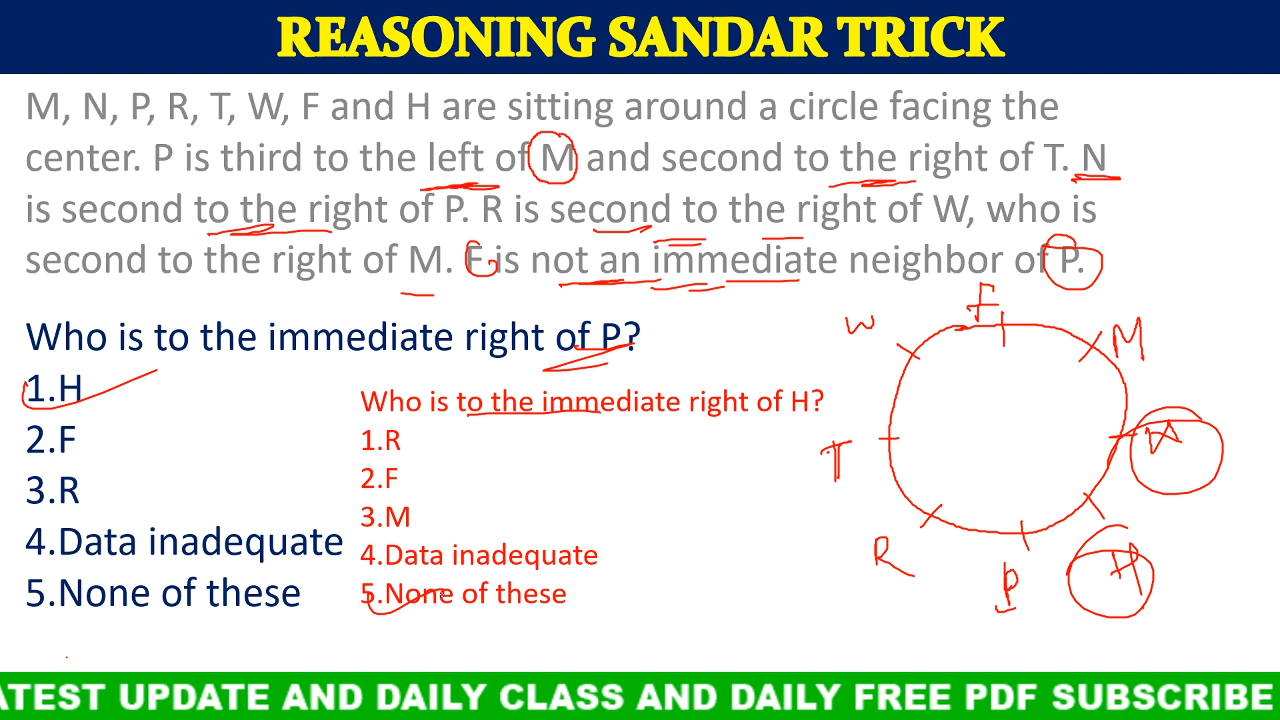 REASONING SANDAR TRICK
M, N, P, R, T, W, F and H are sitting around a circle facing the
center. P is third to the left of M and second to the right of T. N
is second to the right of P. R is second to the right of W, who is
second to the right of M. F is not an immediate neighbor of P.
Who is to the immediate right of P?
1.H
2.F
3.R
4.Data inadequate
5.None of these
Who is to the immediate right of H?
1.R
2.F
3.M
4.Data inadequate
5.None of these
F
W
M
T
R
P
H
ATEST UPDATE AND DAILY CLASS AND DAILY FREE PDF SUBSCRIBE